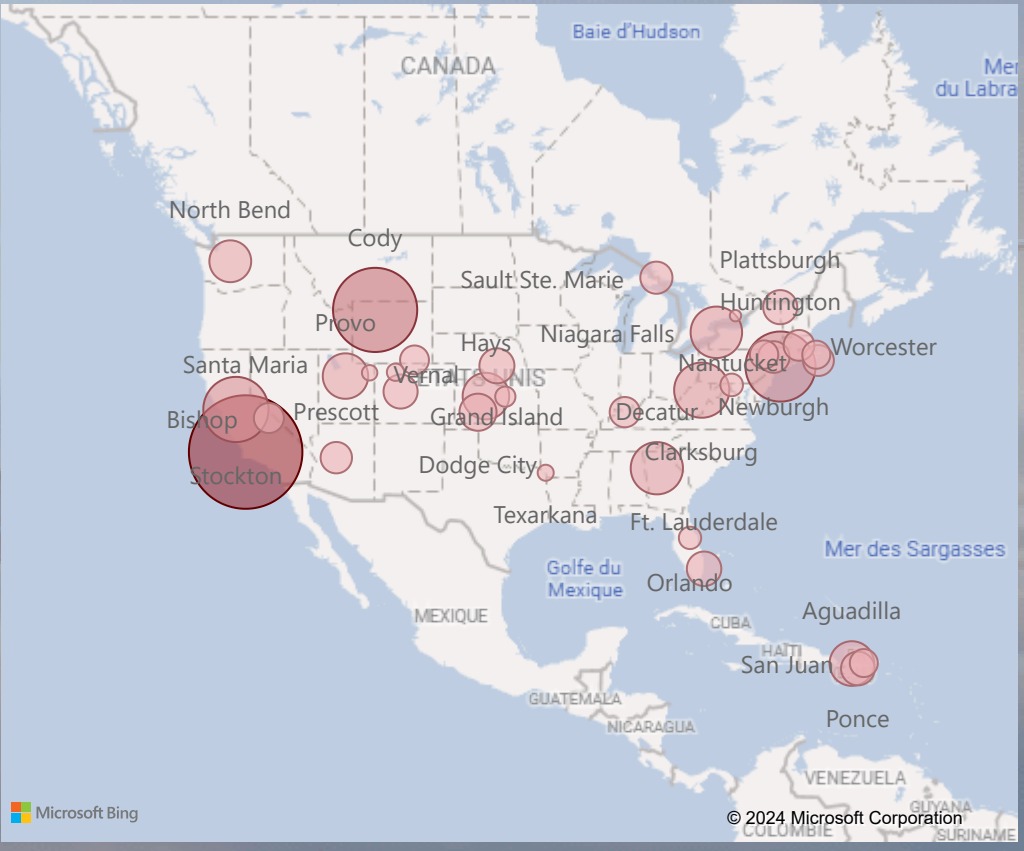 Baie d'Hudson
CANADA
Mer
du Labra
North Bend
Cody
Plattsburgh
Sault Ste. Marie
Huntington
Provo
Niagara Falls
Hays
Worcester
Santa Maria
Nantucket
Vernal
ÉTATS-UNIS
Prescott
Decatur
Newburgh
Bishop
Grand Island
Clarksburg
Dodge City
Stockton
Texarkana
Ft. Lauderdale
Mer des Sargasses
Golfe du
Mexique
Orlando
MEXIQUE
Aguadilla
CUBA
HAÏTI
San Juan
GUATEMALA
Ponce
NICARAGUA
VENEZUELA
GUYANA
Microsoft Bing
© 2024 Microsoft Corporation
COLOMBIE
SURINAME